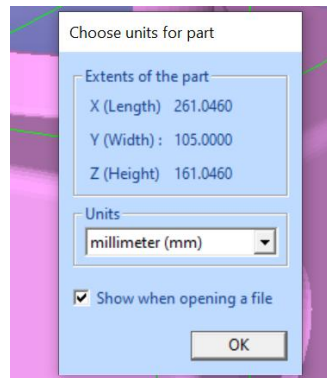 Choose units for part
Extents of the part
X (Length) 261.0460
Y (Width) : 105.0000
Z (Height) 161.0460
Units
millimeter (mm)
Show when opening a file
OK